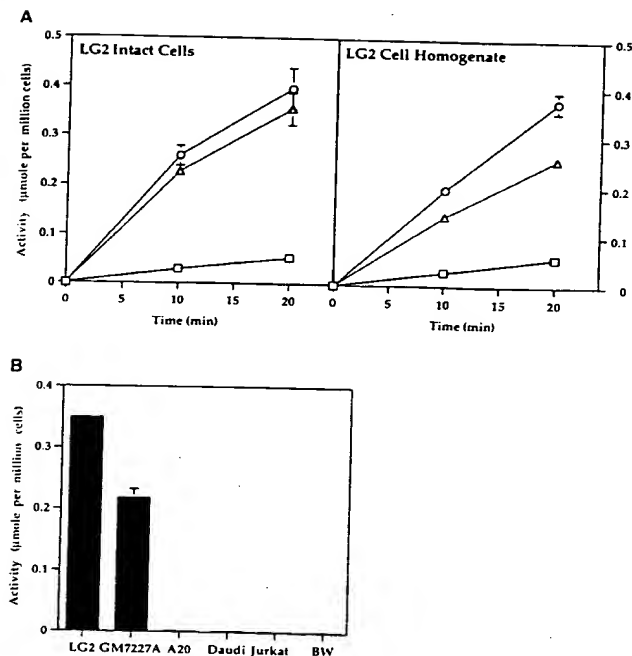 A
LG2 Intact Cells
LG2 Cell Homogenate
Activity (µmole per million cells)
0.5
0.4
0.3
0.2
0.1
0
0.5
0.4
0.3
0.2
0.1
0
0 5 10 15 20
0 5 10 15 20
Time (min)
Time (min)
B
Activity (µmole per million cells)
0.4
0.3
0.2
0.1
0
LG2 GM7227A A20 Daudi Jurkat BW